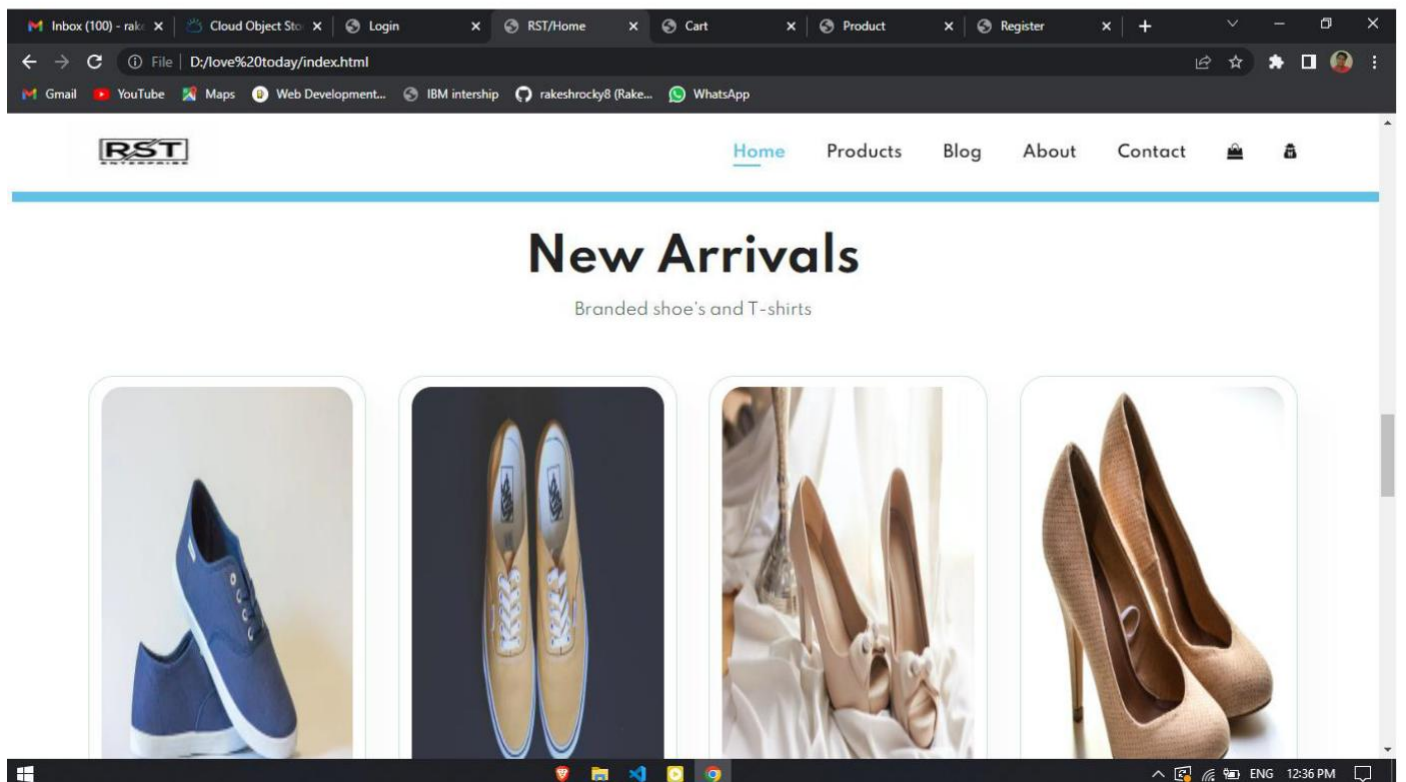 Inbox (100) - rake
Cloud Object Sto
Login
RST/Home
Cart
Product
Register
File
D:/love%20today/index.html
Gmail
YouTube
Maps
Web Development...
IBM intership
rakeshrocky8 (Rake...
WhatsApp
RST
ENTERPRISE
Home
Products
Blog
About
Contact
New Arrivals
Branded shoe's and T-shirts
ENG
12:36 PM